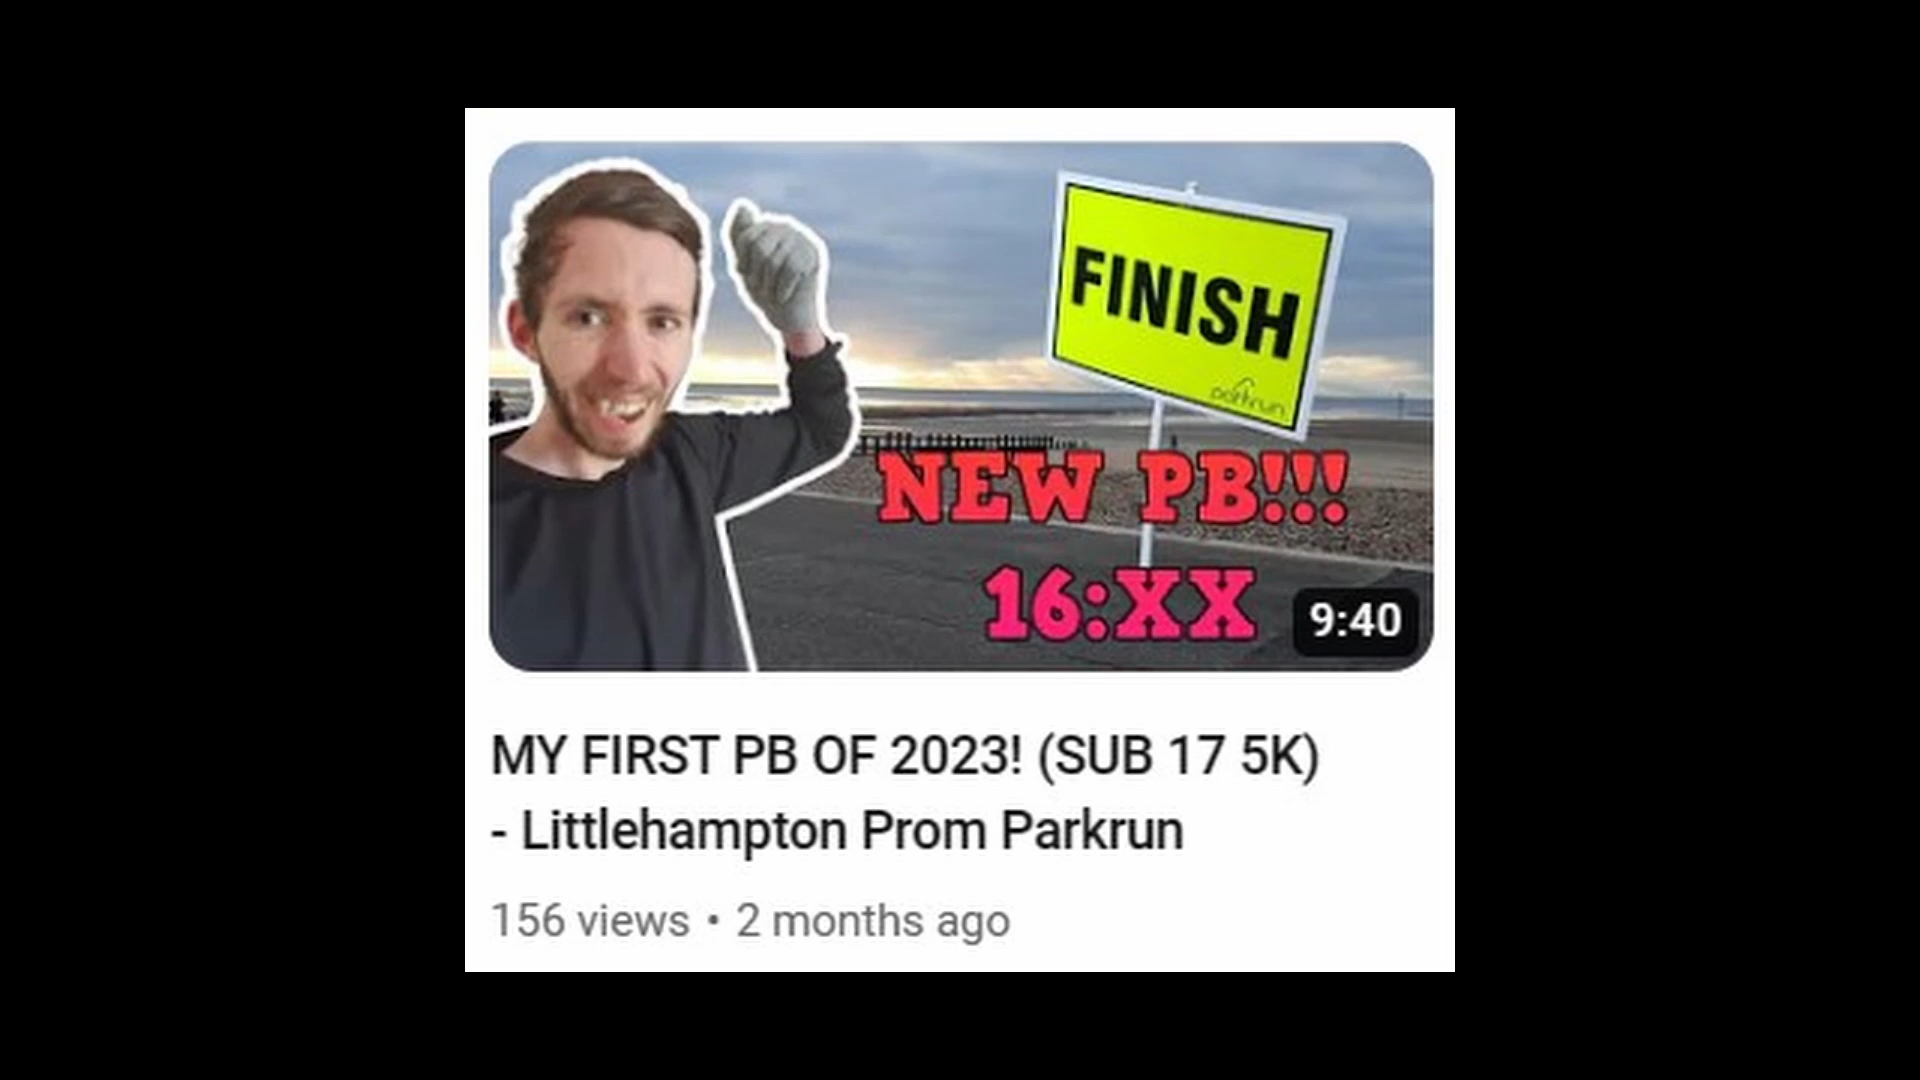 FINISH
parkrun
NEW PB!!!
16:XX
9:40
MY FIRST PB OF 2023! (SUB 17 5K)
- Littlehampton Prom Parkrun
156 views • 2 months ago